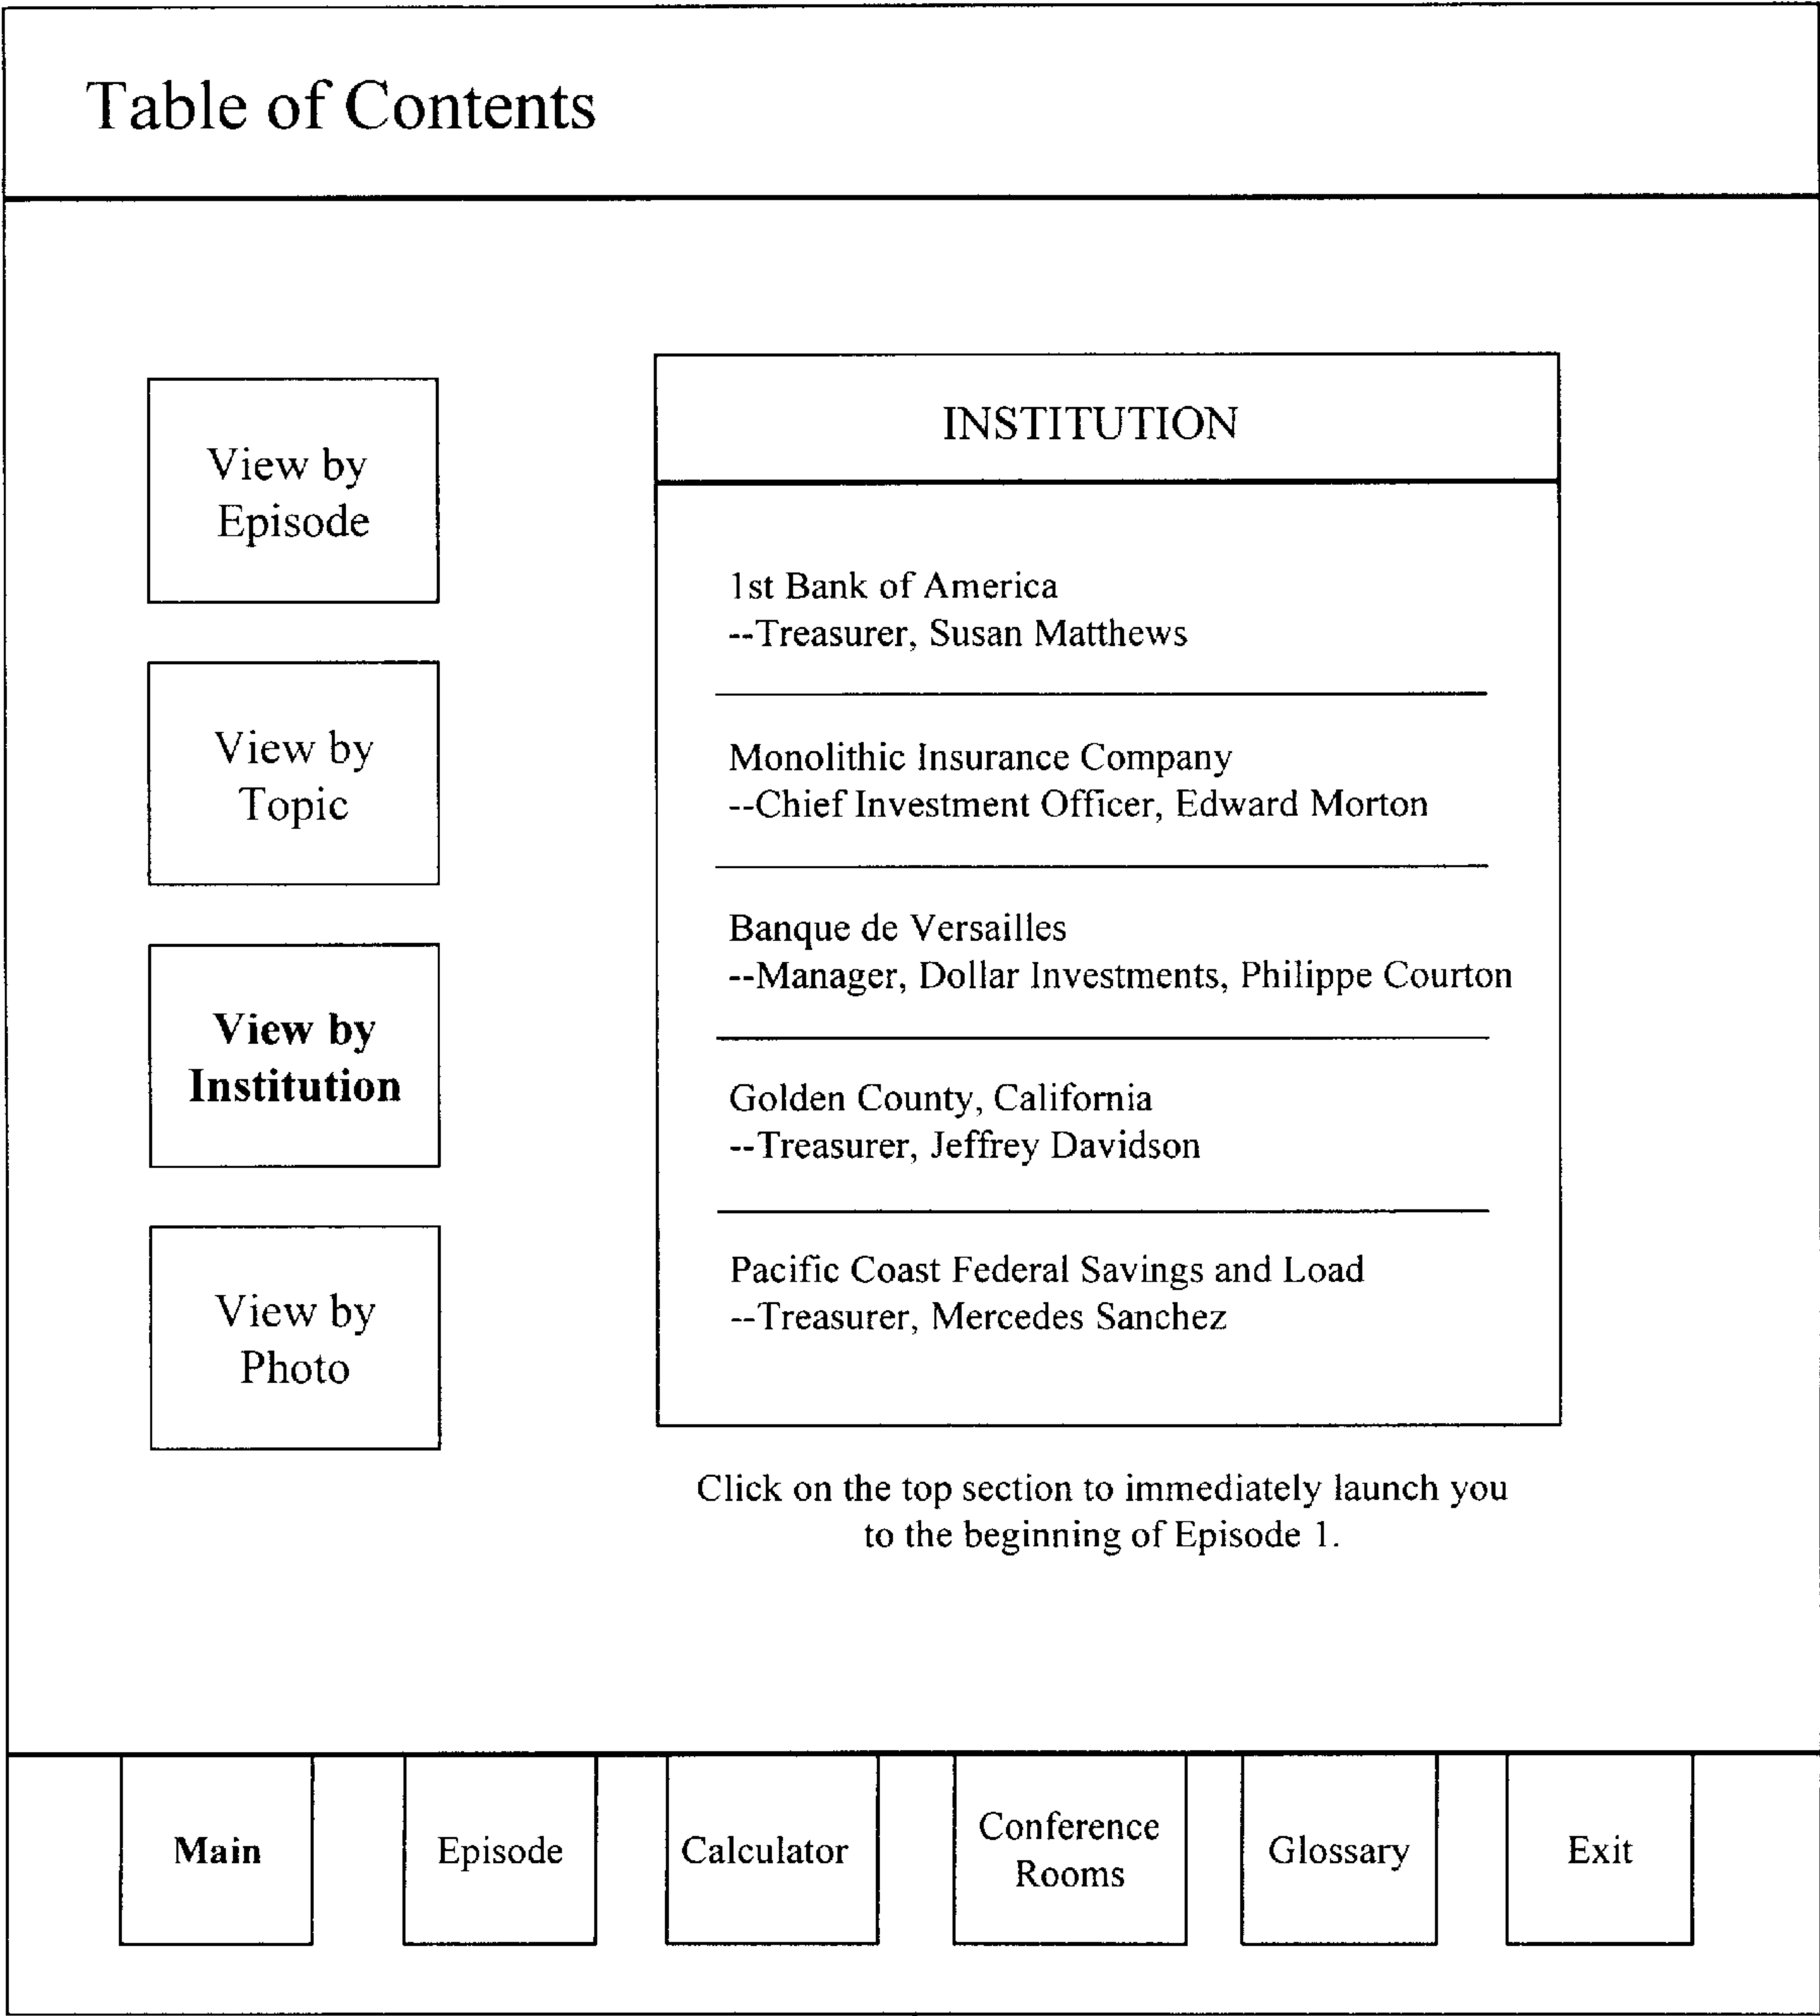 Table of Contents
View by
Episode
View by
Topic
View by
Institution
View by
Photo
INSTITUTION
1st Bank of America
--Treasurer, Susan Matthews
Monolithic Insurance Company
--Chief Investment Officer, Edward Morton
Banque de Versailles
--Manager, Dollar Investments, Philippe Courton
Golden County, California
--Treasurer, Jeffrey Davidson
Pacific Coast Federal Savings and Load
--Treasurer, Mercedes Sanchez
Click on the top section to immediately launch you
to the beginning of Episode 1.
Main
Episode
Calculator
Conference
Rooms
Glossary
Exit